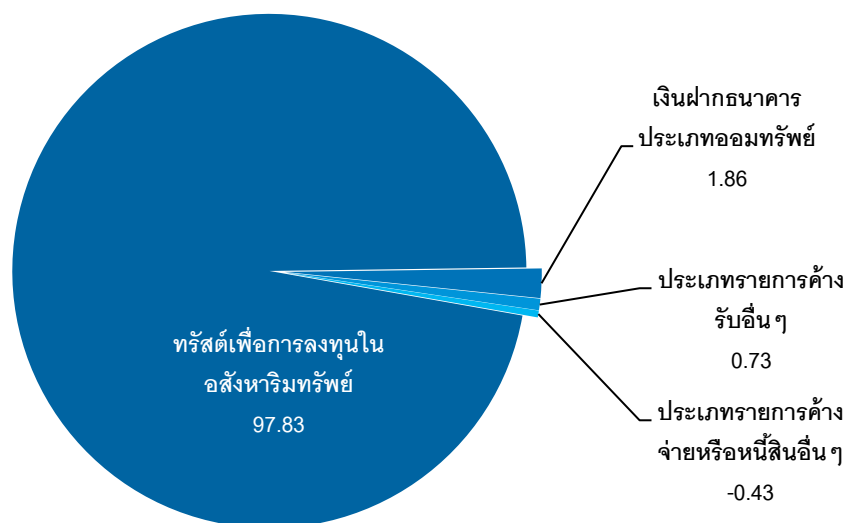 เงินฝากธนาคาร
ประเภทออมทรัพย์
1.86
ประเภทรายการค้าง
รับอื่นๆ
0.73
ทรัสต์เพื่อการลงทุนใน
อสังหาริมทรัพย์
97.83
ประเภทรายการค้าง
จ่ายหรือหนี้สินอื่นๆ
-0.43